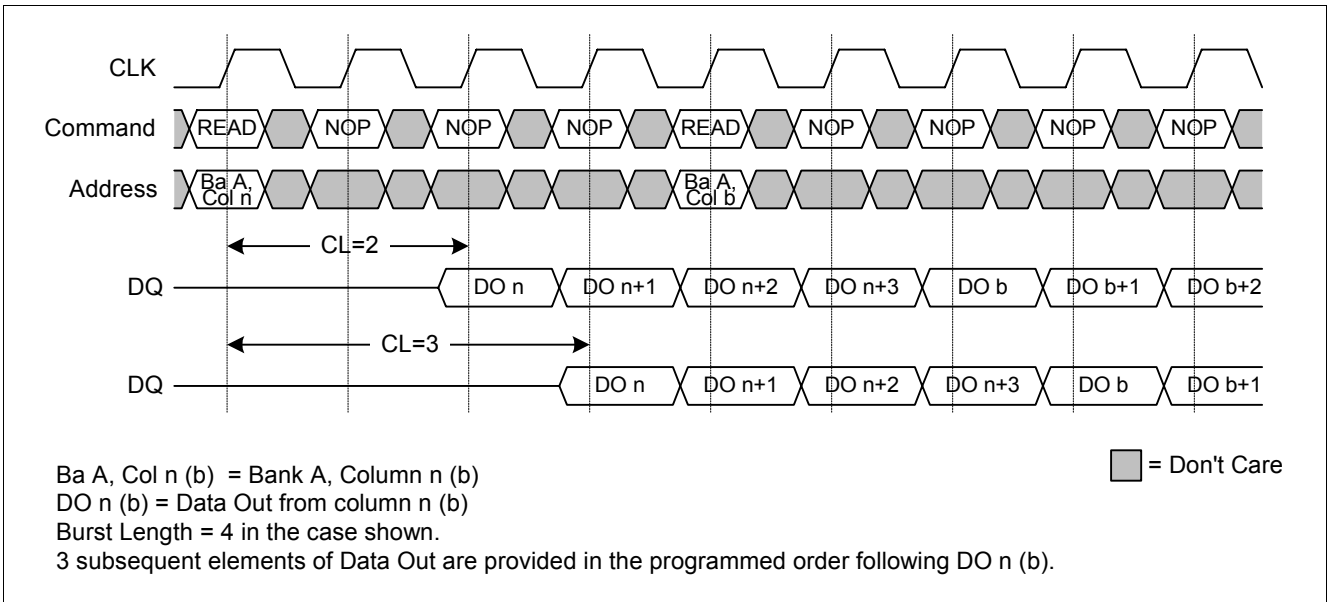 CLK
Command READ NOP NOP NOP READ NOP NOP NOP NOP
Address Ba A, Col n Ba A, Col b
CL=2
DQ DO n DO n+1 DO n+2 DO n+3 DO b DO b+1 DO b+2
CL=3
DQ DO n DO n+1 DO n+2 DO n+3 DO b DO b+1
Ba A, Col n (b) = Bank A, Column n (b)
= Don't Care
DO n (b) = Data Out from column n (b)
Burst Length = 4 in the case shown.
3 subsequent elements of Data Out are provided in the programmed order following DO n (b).